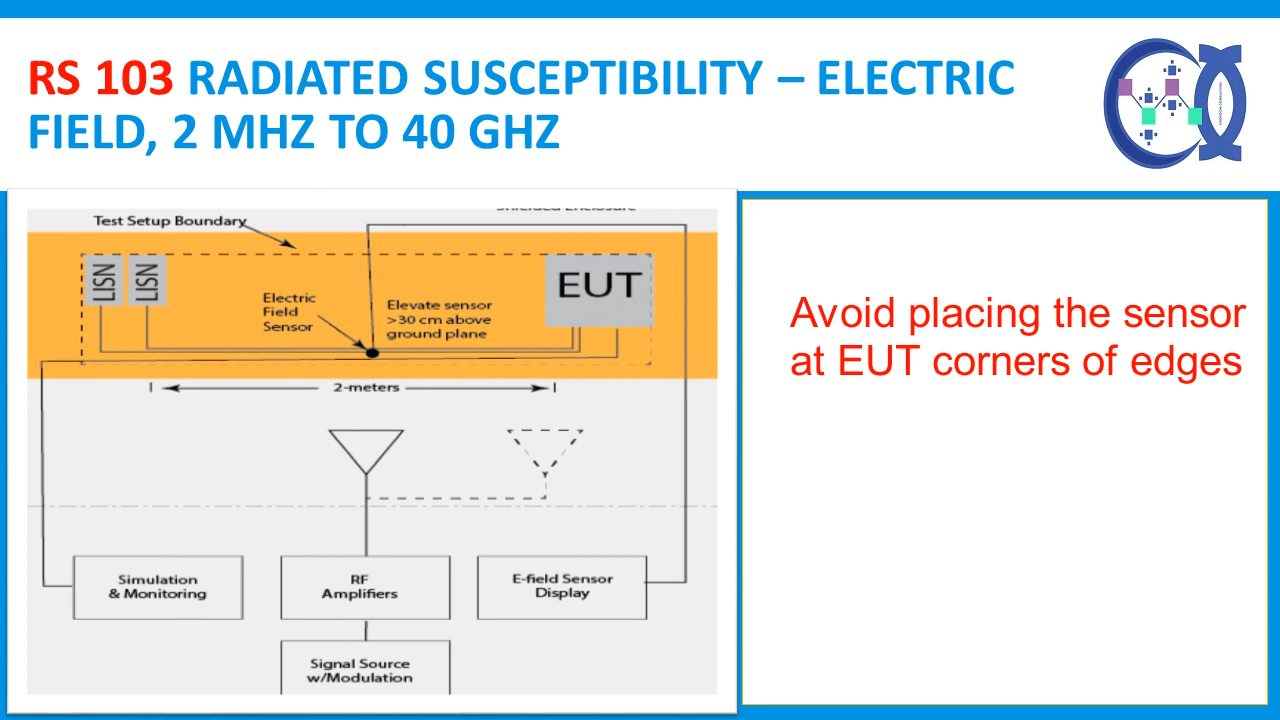 RS 103 RADIATED SUSCEPTIBILITY – ELECTRIC
FIELD, 2 MHZ TO 40 GHZ
Shielded Enclosure
Test Setup Boundary
LISN
LISN
EUT
Electric
Field
Sensor
Elevate sensor
>30 cm above
ground plane
2-meters
Simulation
& Monitoring
RF
Amplifiers
E-field Sensor
Display
Signal Source
w/Modulation
Avoid placing the sensor
at EUT corners of edges